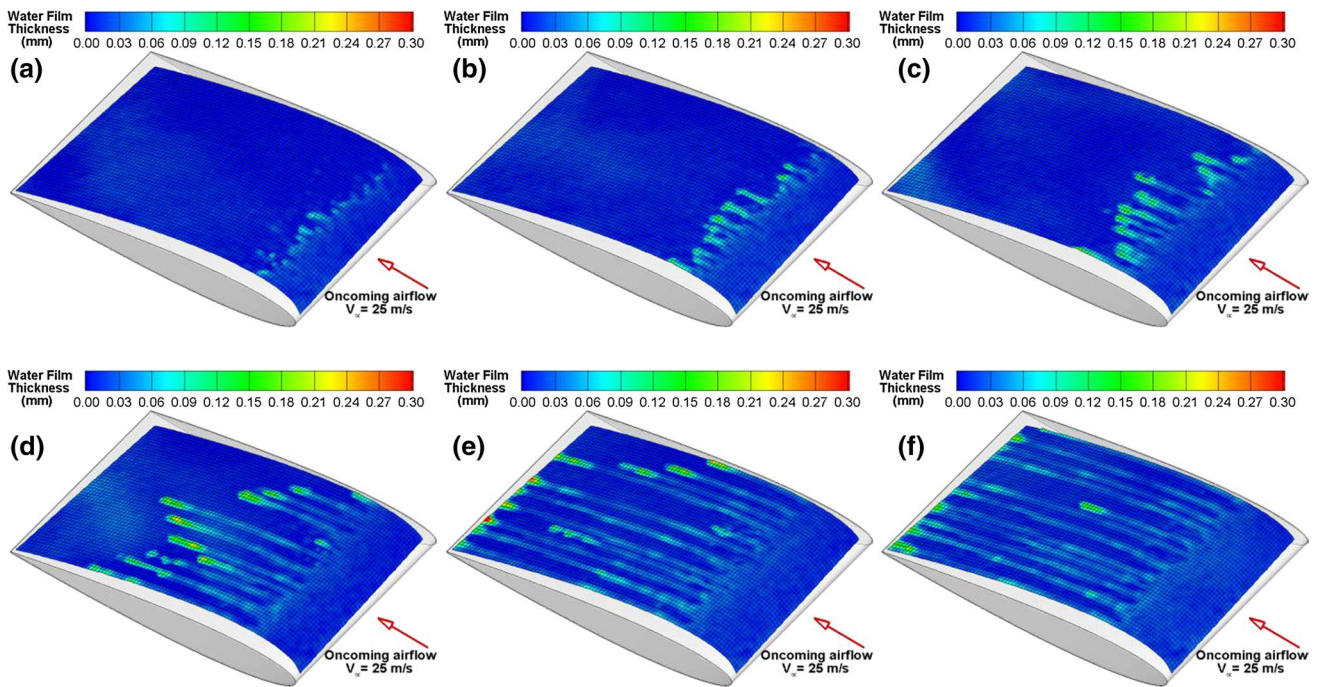 Water Film
Thickness
(mm)
0.00 0.03 0.06 0.09 0.12 0.15 0.18 0.21 0.24 0.27 0.30
(a)
Oncoming airflow
V∞= 25 m/s
Water Film
Thickness
(mm)
0.00 0.03 0.06 0.09 0.12 0.15 0.18 0.21 0.24 0.27 0.30
(b)
Oncoming airflow
V∞= 25 m/s
Water Film
Thickness
(mm)
0.00 0.03 0.06 0.09 0.12 0.15 0.18 0.21 0.24 0.27 0.30
(c)
Oncoming airflow
V∞= 25 m/s
Water Film
Thickness
(mm)
0.00 0.03 0.06 0.09 0.12 0.15 0.18 0.21 0.24 0.27 0.30
(d)
Oncoming airflow
V∞= 25 m/s
Water Film
Thickness
(mm)
0.00 0.03 0.06 0.09 0.12 0.15 0.18 0.21 0.24 0.27 0.30
(e)
Oncoming airflow
V∞= 25 m/s
Water Film
Thickness
(mm)
0.00 0.03 0.06 0.09 0.12 0.15 0.18 0.21 0.24 0.27 0.30
(f)
Oncoming airflow
V∞= 25 m/s